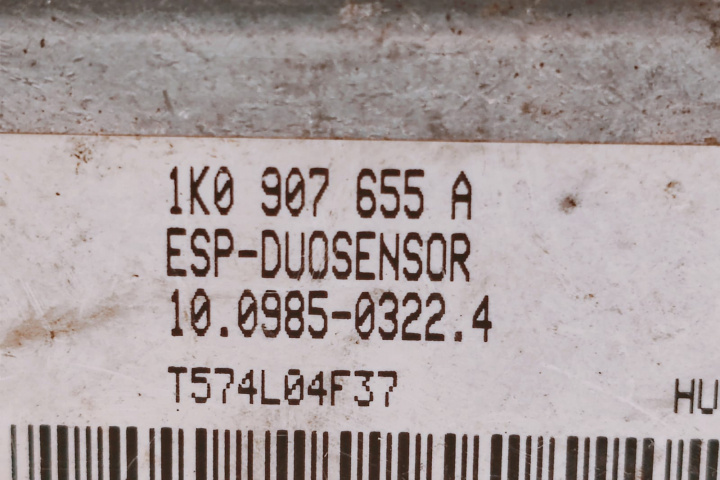 1K0 907 655 A
ESP-DUOSENSOR
10.0985-0322.4
T574L04F37
HU